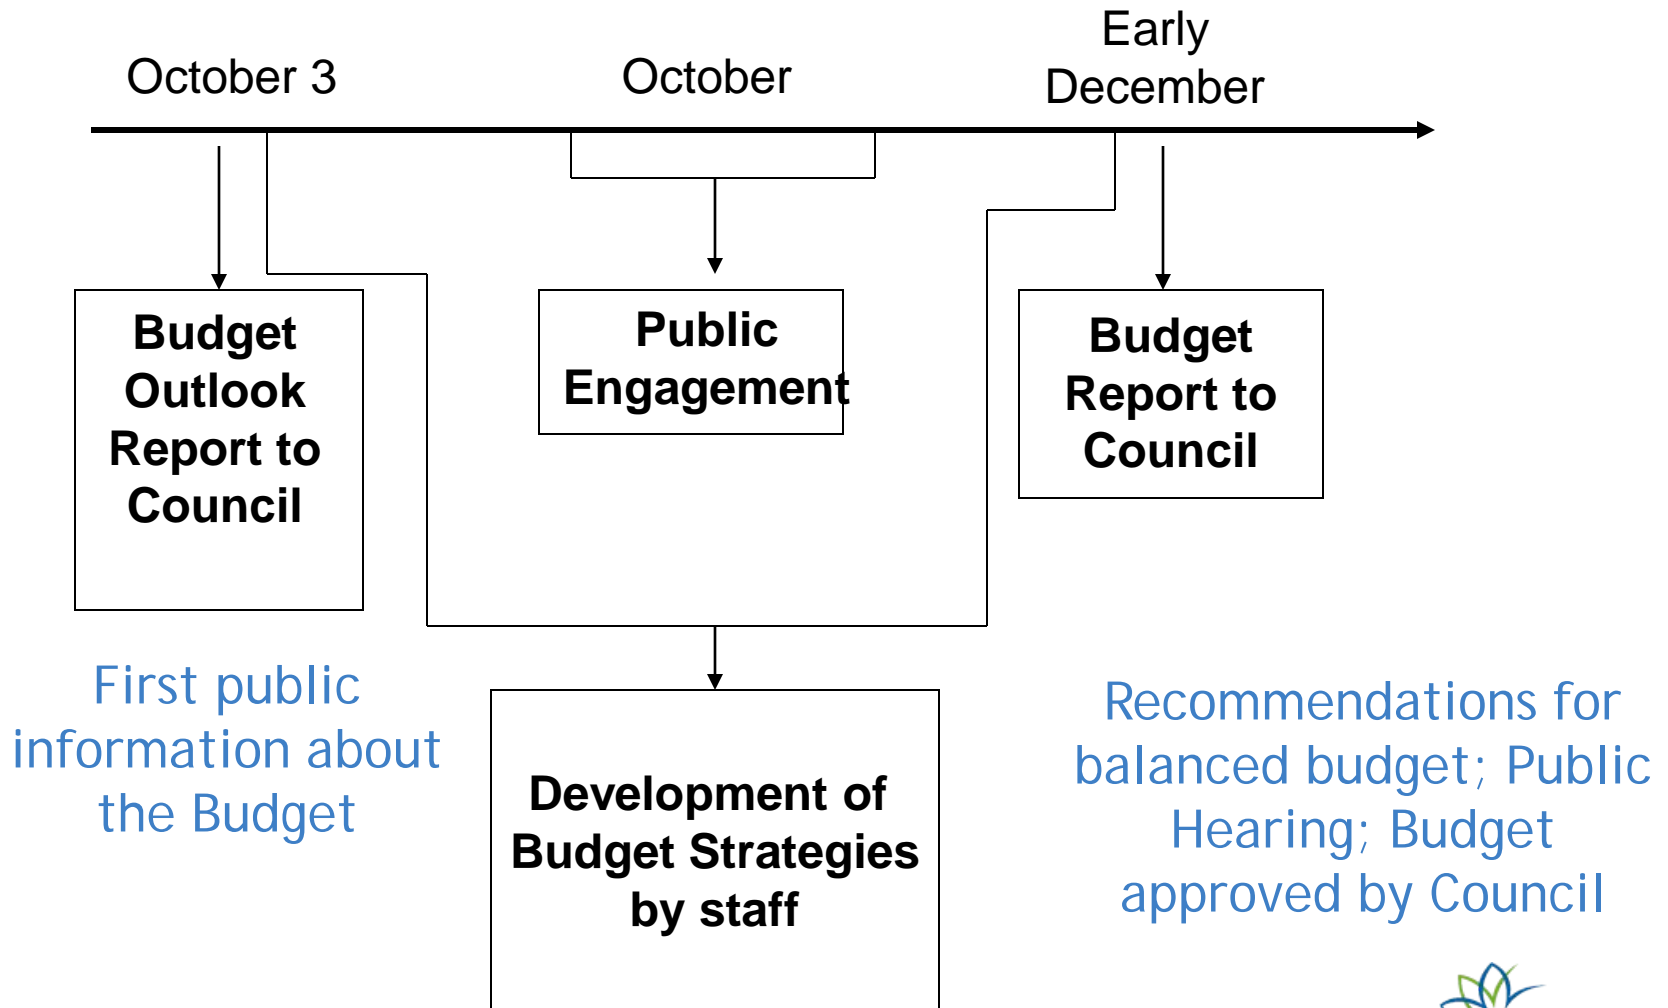 October 3
October
Early
December
Budget
Outlook
Report to
Council
Public
Engagement
Budget
Report to
Council
First public
information about
the Budget
Development of
Budget Strategies
by staff
Recommendations for
balanced budget; Public
Hearing; Budget
approved by Council